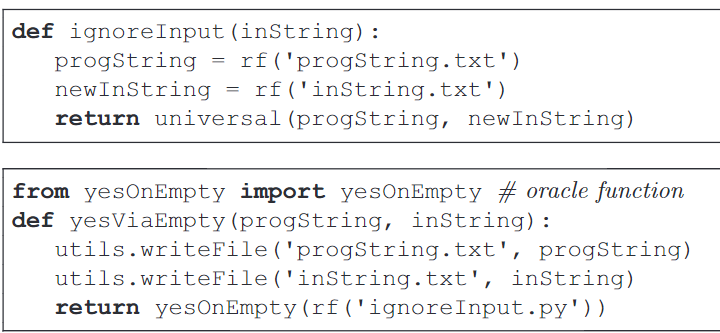 def ignoreInput(inString):
    progString = rf('progString.txt')
    newInString = rf('inString.txt')
    return universal(progString, newInString)
from yesOnEmpty import yesOnEmpty # oracle function
def yesViaEmpty(progString, inString):
    utils.writeFile('progString.txt', progString)
    utils.writeFile('inString.txt', inString)
    return yesOnEmpty(rf('ignoreInput.py'))